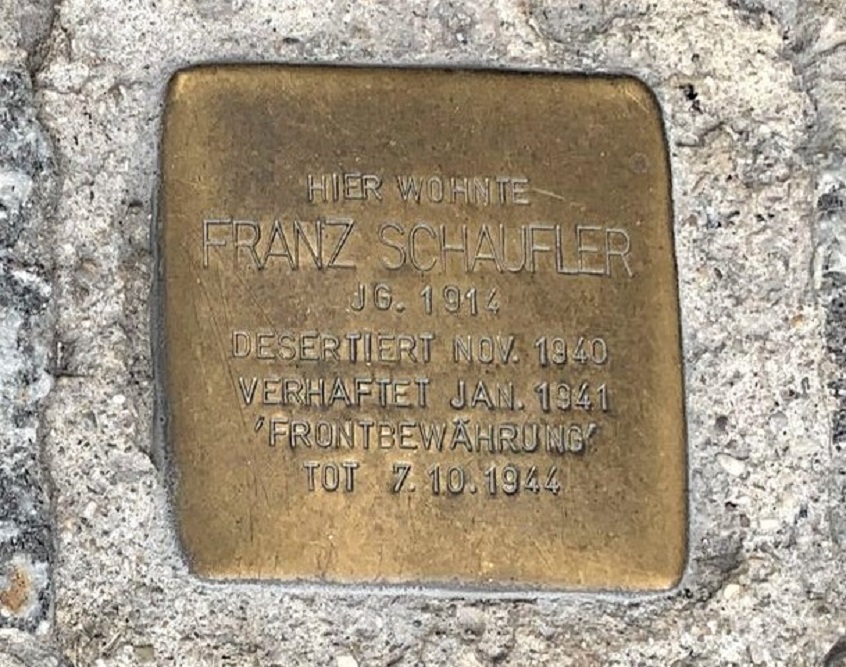 HIER WOHNTE
FRANZ SCHAUFLER
JG. 1914
DESERTIERT NOV. 1940
VERHAFTET JAN. 1941
'FRONTBEWÄHRUNG'
TOT 7.10.1944